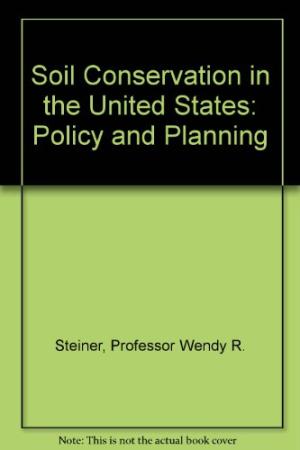 Soil Conservation in
the United States:
Policy and Planning
Steiner, Professor Wendy R.
Note: This is not the actual book cover